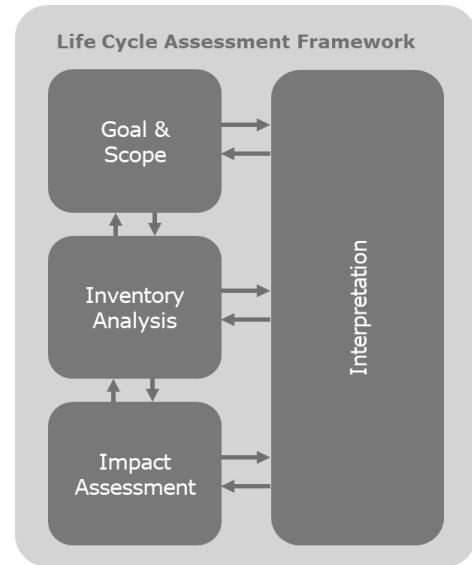 Life Cycle Assessment Framework
Goal &
Scope
Inventory
Analysis
Impact
Assessment
Interpretation